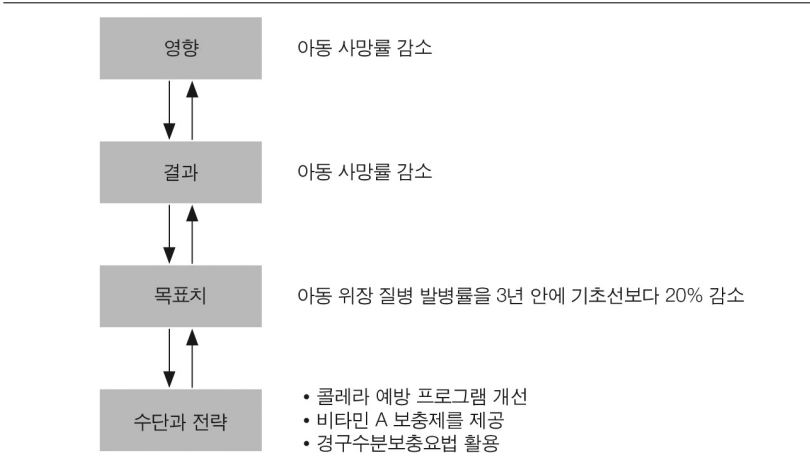 영향 아동 사망률 감소
결과 아동 사망률 감소
목표치 아동 위장 질병 발병률을 3년 안에 기초선보다 20% 감소
수단과 전략
• 콜레라 예방 프로그램 개선
• 비타민 A 보충제를 제공
• 경구수분보충요법 활용